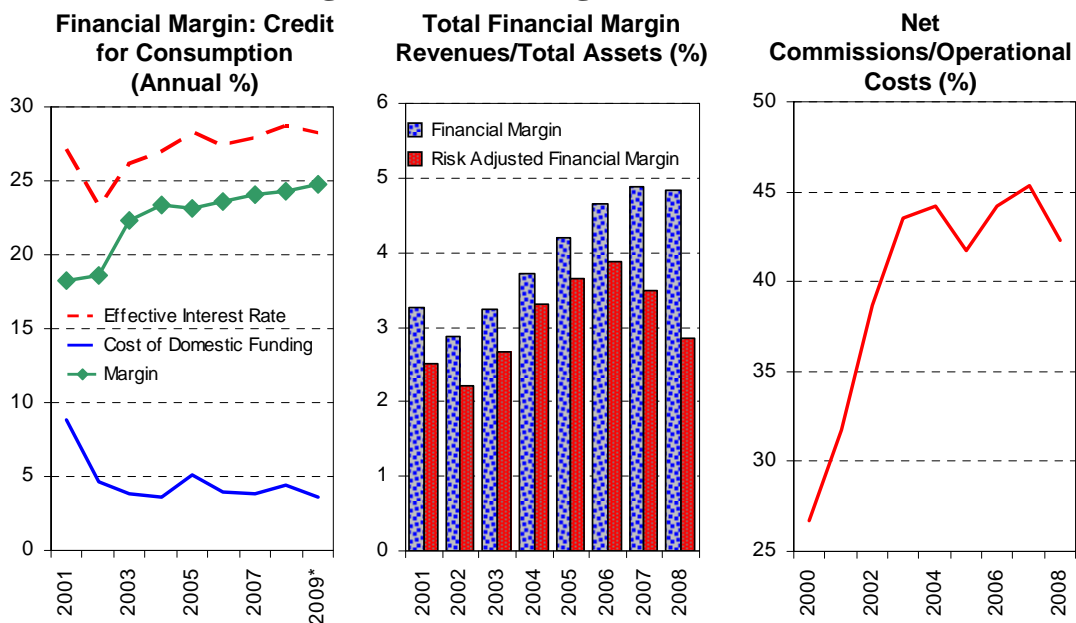 Financial Margin: Credit
for Consumption
(Annual %)
30
25
20
15
10
5
0
Effective Interest Rate
Cost of Domestic Funding
Margin
2001
2003
2005
2007
2009*
Total Financial Margin
Revenues/Total Assets (%)
6
5
4
3
2
1
0
Financial Margin
Risk Adjusted Financial Margin
2001
2002
2003
2004
2005
2006
2007
2008
Net
Commissions/Operational
Costs (%)
50
45
40
35
30
25
2000
2002
2004
2006
2008